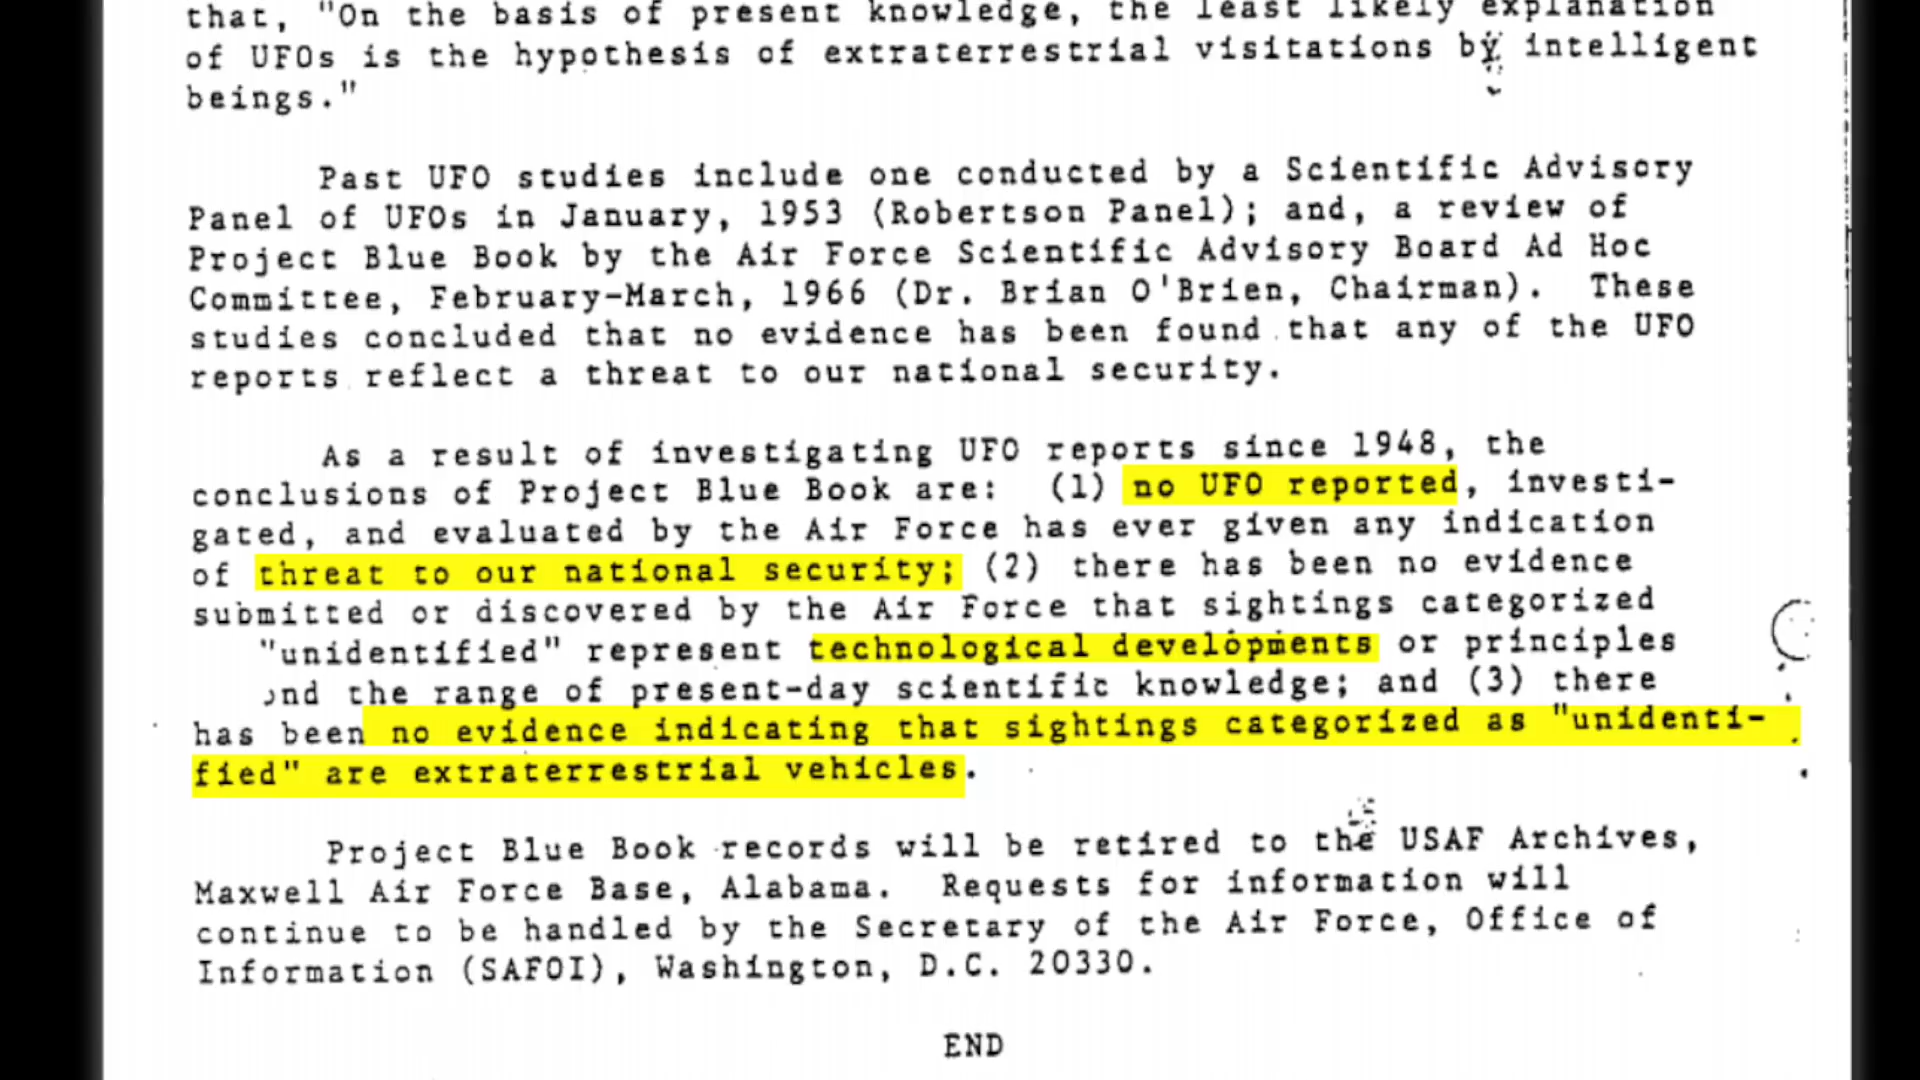 that, "On the basis of present knowledge, the least likely explanation
of UFOs is the hypothesis of extraterrestrial visitations by intelligent
beings."
Past UFO studies include one conducted by a Scientific Advisory
Panel of UFOs in January, 1953 (Robertson Panel); and, a review of
Project Blue Book by the Air Force Scientific Advisory Board Ad Hoc
Committee, February-March, 1966 (Dr. Brian O'Brien, Chairman). These
studies concluded that no evidence has been found that any of the UFO
reports reflect a threat to our national security.
As a result of investigating UFO reports since 1948, the
conclusions of Project Blue Book are: (1) no UFO reported, investi-
gated, and evaluated by the Air Force has ever given any indication
of threat to our national security; (2) there has been no evidence
submitted or discovered by the Air Force that sightings categorized
"unidentified" represent technological developments or principles
the range of present-day scientific knowledge; and (3) there
has been no evidence indicating that sightings categorized as "unidenti-
fied" are extraterrestrial vehicles.
Project Blue Book records will be retired to the USAF Archives,
Maxwell Air Force Base, Alabama. Requests for information will
continue to be handled by the Secretary of the Air Force, Office of
Information (SAFOI), Washington, D.C. 20330.
END